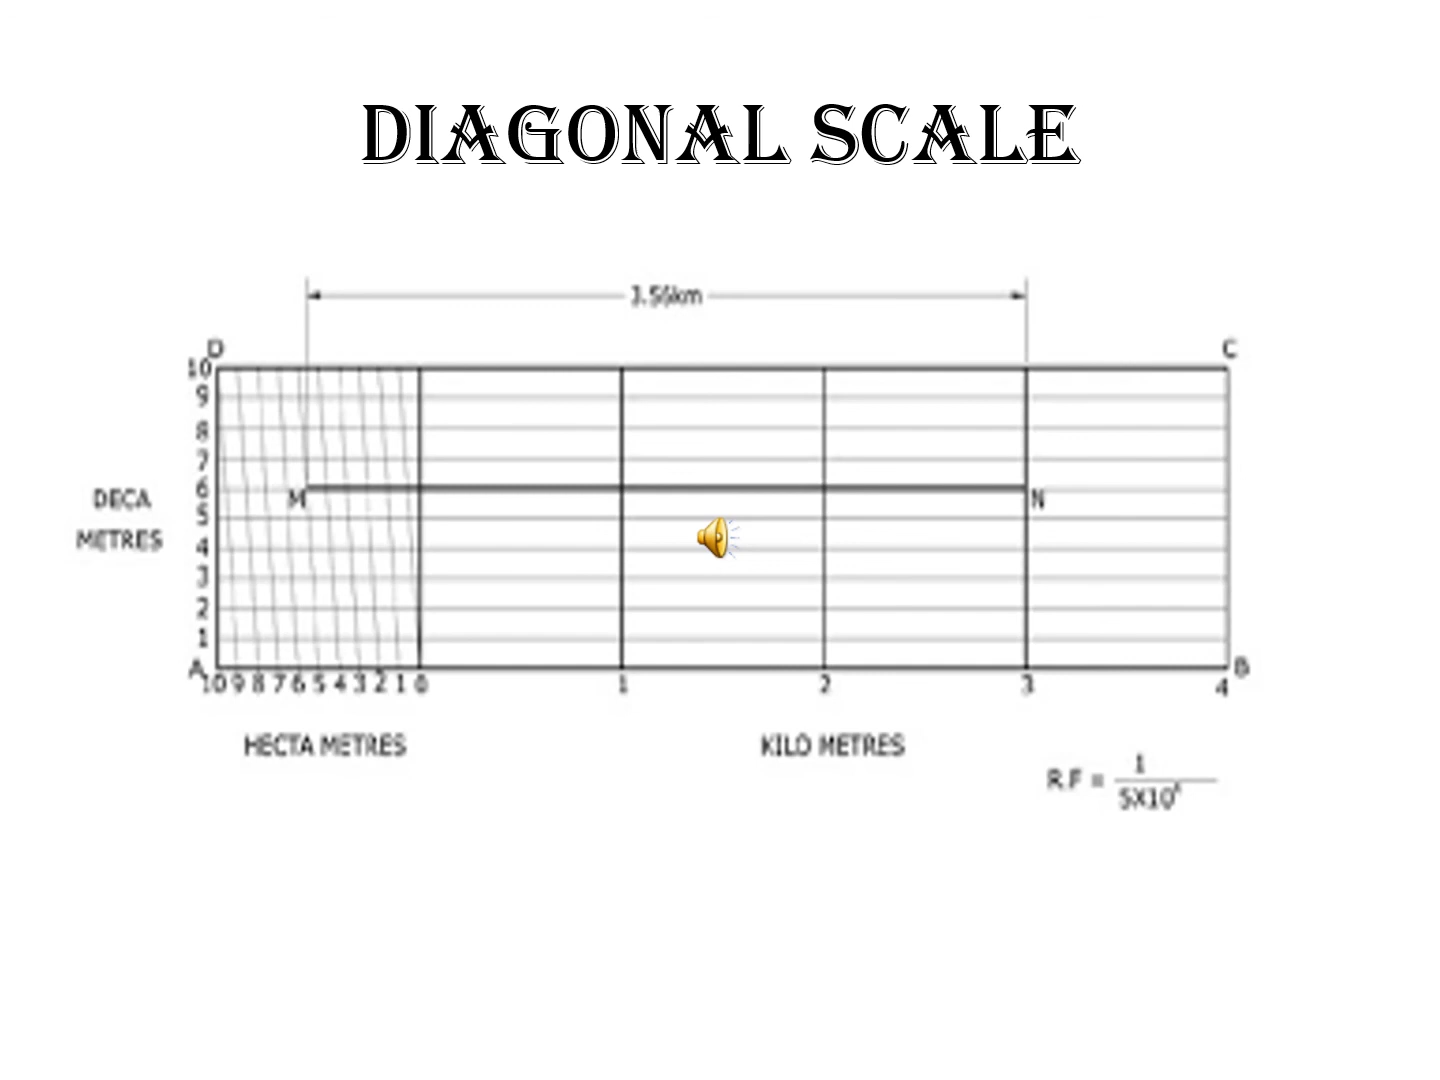 DIAGONAL SCALE
3.56km
D
C
10
9
8
7
6
5
4
3
2
1
M
N
DECA
METRES
A
B
10 9 8 7 6 5 4 3 2 1 0 1 2 3 4
HECTA METRES
KILO METRES
R.F = 1
5X10